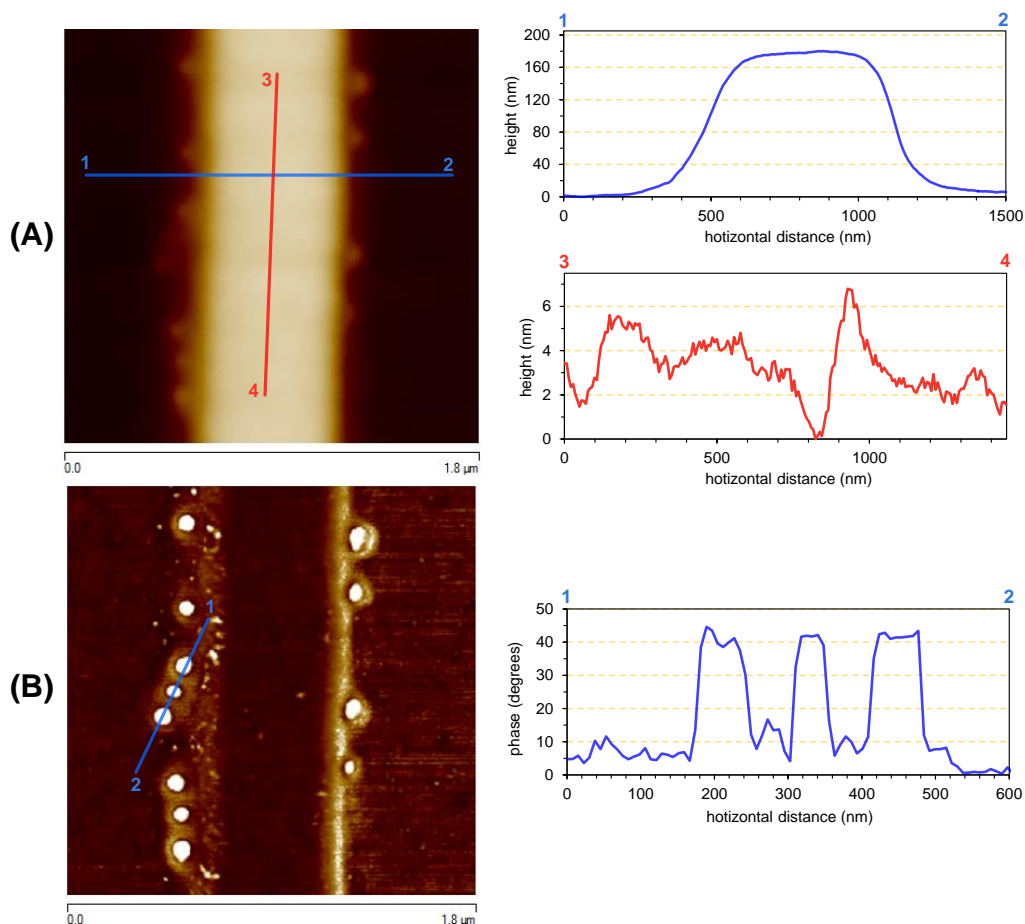 (A)
1
2
3
4
0.0 1.8 µm
1 2
height (nm)
200
160
120
80
40
0
0 500 1000 1500
hotizontal distance (nm)
3 4
height (nm)
6
4
2
0
0 500 1000
hotizontal distance (nm)
(B)
1
2
0.0 1.8 µm
1 2
phase (degrees)
50
40
30
20
10
0
0 100 200 300 400 500 600
hotizontal distance (nm)